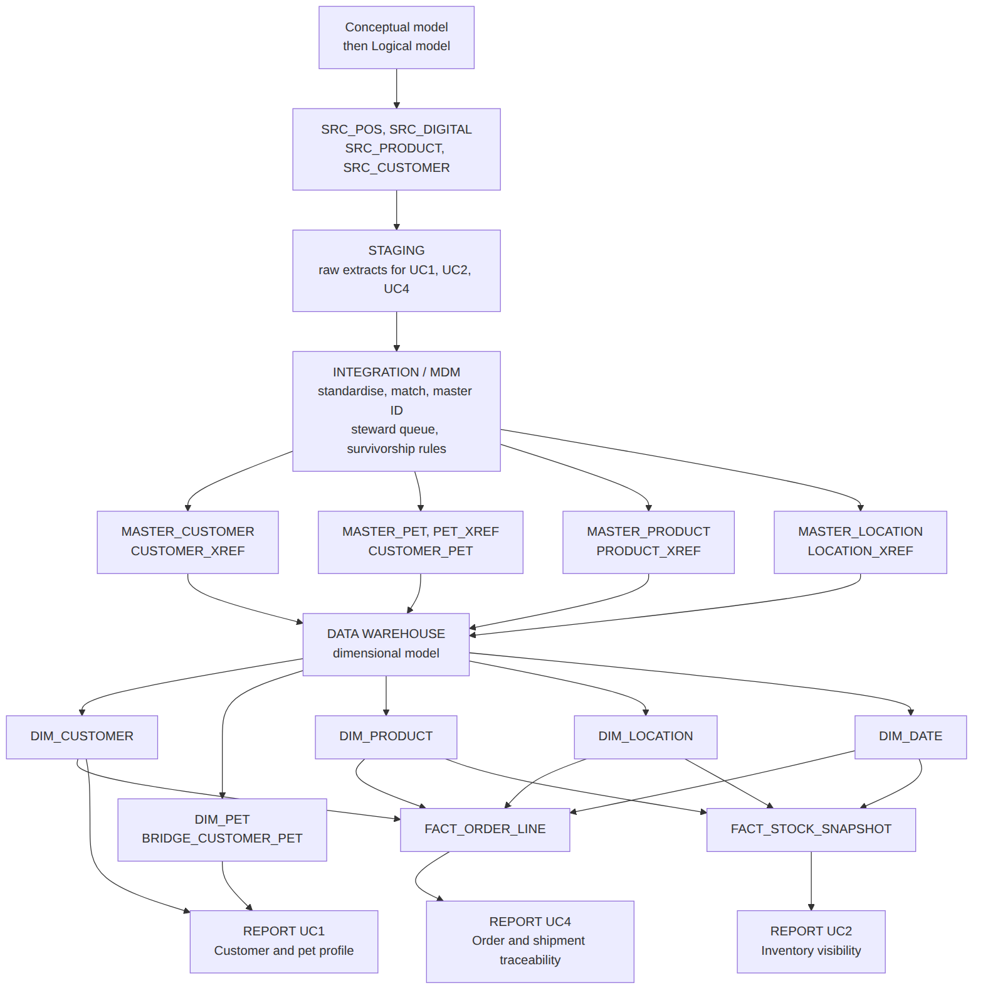 Conceptual model
then Logical model
SRC_POS, SRC_DIGITAL
SRC_PRODUCT,
SRC_CUSTOMER
STAGING
raw extracts for UC1, UC2,
UC4
INTEGRATION / MDM
standardise, match, master
ID
steward queue,
survivorship rules
MASTER_CUSTOMER
CUSTOMER_XREF
MASTER_PET, PET_XREF
CUSTOMER_PET
MASTER_PRODUCT
PRODUCT_XREF
MASTER_LOCATION
LOCATION_XREF
DATA WAREHOUSE
dimensional model
DIM_CUSTOMER
DIM_PRODUCT
DIM_LOCATION
DIM_DATE
DIM_PET
BRIDGE_CUSTOMER_PET
FACT_ORDER_LINE
FACT_STOCK_SNAPSHOT
REPORT UC1
Customer and pet profile
REPORT UC4
Order and shipment
traceability
REPORT UC2
Inventory visibility